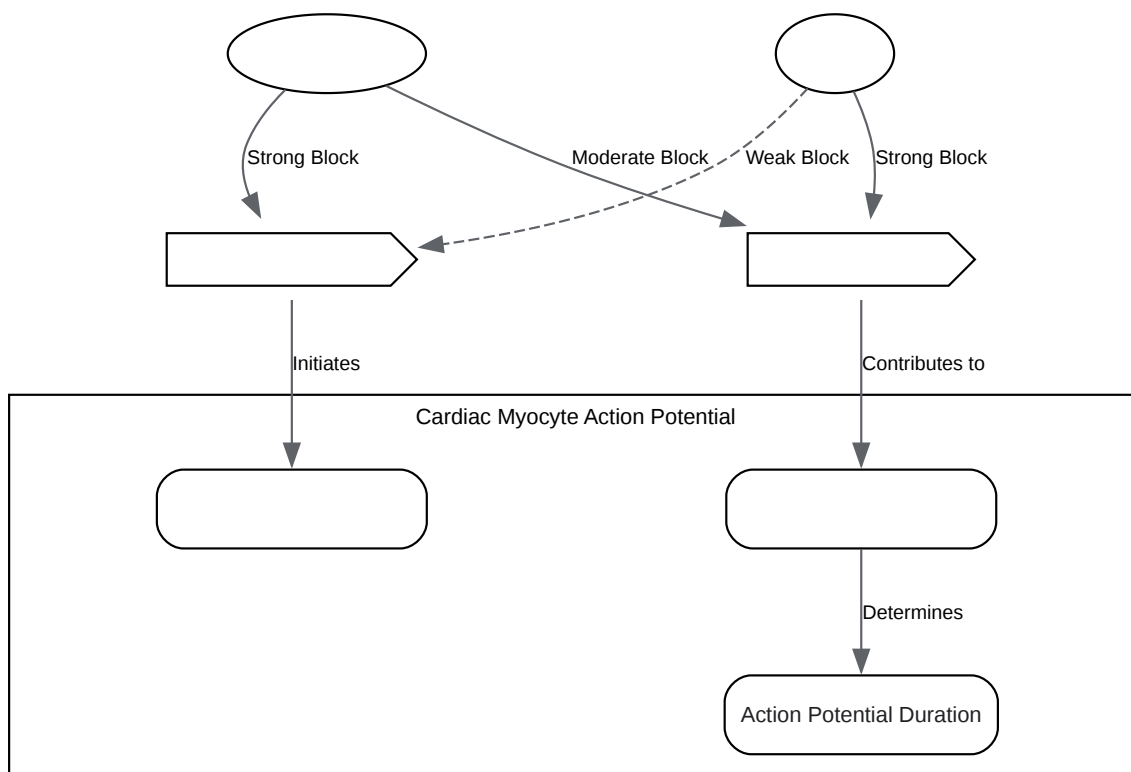 Strong Block
Moderate Block
Weak Block
Strong Block
Initiates
Contributes to
Cardiac Myocyte Action Potential
Determines
Action Potential Duration